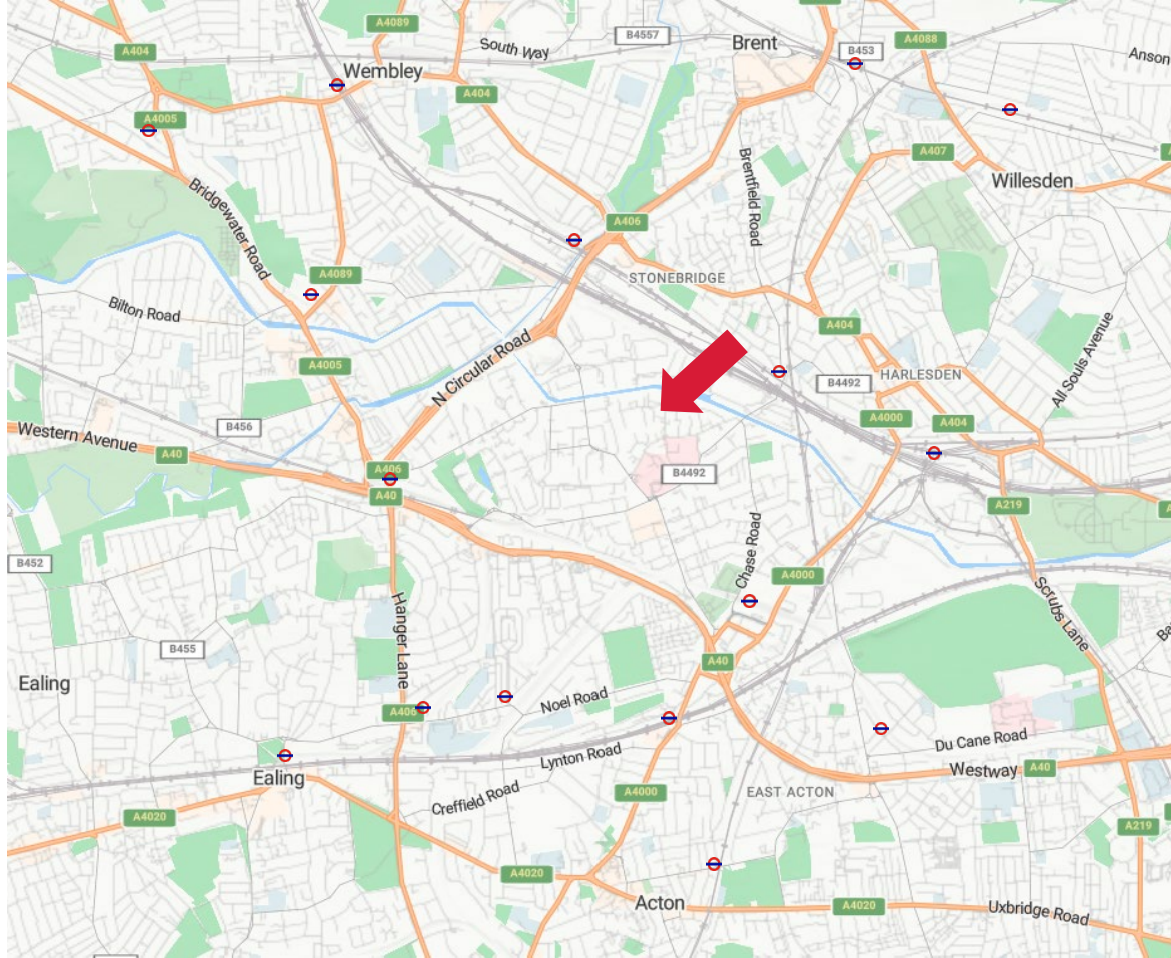 A4089
B4557
Brent
A4088
South Way
B453
A404
Wembley
Anson
A404
A4005
A407
Willesden
Bridgewater Road
Brentfield Road
A406
STONEBRIDGE
A4089
Bilton Road
A404
All Souls Avenue
A4005
N Circular Road
B4492
HARLESDEN
A4000
A404
B456
Western Avenue
A40
A406
B4492
A40
A219
Chase Road
B452
A4000
Hanger Lane
Scrubs Lane
B455
A40
Ealing
Noel Road
A406
Du Cane Road
Lynton Road
Westway
A40
Ealing
Creffield Road
A4000
EAST ACTON
A4020
A219
A4020
Acton
A4020
Uxbridge Road